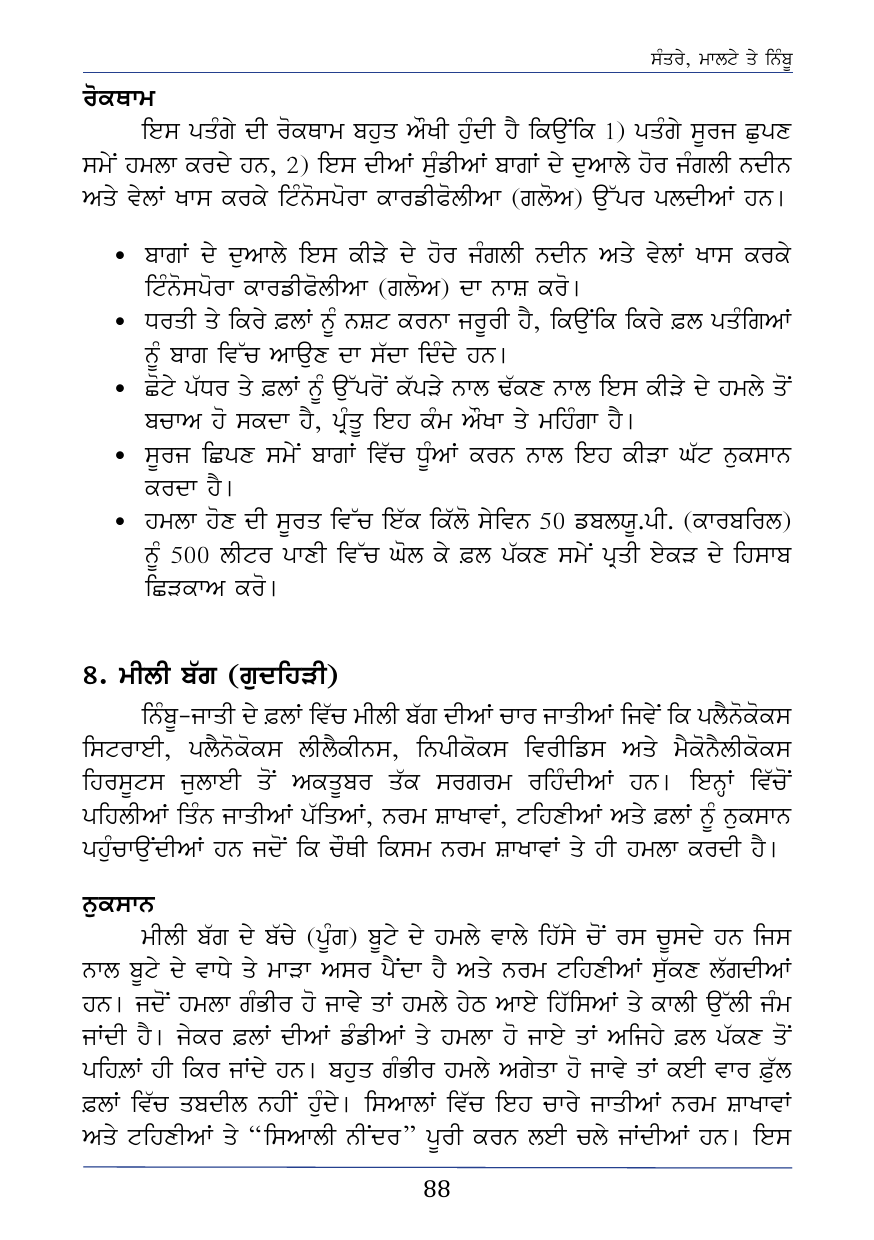 ਸੰਤਰੇ, ਮਾਲਟੇ ਤੇ ਨਿੰਬੂ
ਰੋਕਥਾਮ
ਇਸ ਪਤੰਗੇ ਦੀ ਰੋਕਥਾਮ ਬਹੁਤ ਔਖੀ ਹੁੰਦੀ ਹੈ ਕਿਉਂਕਿ 1) ਪਤੰਗੇ ਸੂਰਜ ਛੁਪਣ
ਸਮੇਂ ਹਮਲਾ ਕਰਦੇ ਹਨ, 2) ਇਸ ਦੀਆਂ ਸੁੰਡੀਆਂ ਬਾਗਾਂ ਦੇ ਦੁਆਲੇ ਹੋਰ ਜੰਗਲੀ ਨਦੀਨ
ਅਤੇ ਵੇਲਾਂ ਖਾਸ ਕਰਕੇ ਟਿੰਨੋਸਪੋਰਾ ਕਾਰਡੀਫੋਲੀਆ (ਗਲੋਅ) ਉੱਪਰ ਪਲਦੀਆਂ ਹਨ।
• ਬਾਗਾਂ ਦੇ ਦੁਆਲੇ ਇਸ ਕੀੜੇ ਦੇ ਹੋਰ ਜੰਗਲੀ ਨਦੀਨ ਅਤੇ ਵੇਲਾਂ ਖਾਸ ਕਰਕੇ
ਟਿੰਨੋਸਪੋਰਾ ਕਾਰਡੀਫੋਲੀਆ (ਗਲੋਅ) ਦਾ ਨਾਸ਼ ਕਰੋ।
• ਧਰਤੀ ਤੇ ਕਿਰੇ ਫ਼ਲਾਂ ਨੂੰ ਨਸ਼ਟ ਕਰਨਾ ਜਰੂਰੀ ਹੈ, ਕਿਉਂਕਿ ਕਿਰੇ ਫ਼ਲ ਪਤੰਗਿਆਂ
ਨੂੰ ਬਾਗ ਵਿੱਚ ਆਉਣ ਦਾ ਸੱਦਾ ਦਿੰਦੇ ਹਨ।
• ਛੋਟੇ ਪੱਧਰ ਤੇ ਫ਼ਲਾਂ ਨੂੰ ਉੱਪਰੋਂ ਕੱਪੜੇ ਨਾਲ ਢੱਕਣ ਨਾਲ ਇਸ ਕੀੜੇ ਦੇ ਹਮਲੇ ਤੋਂ
ਬਚਾਅ ਹੋ ਸਕਦਾ ਹੈ, ਪ੍ਰੰਤੂ ਇਹ ਕੰਮ ਔਖਾ ਤੇ ਮਹਿੰਗਾ ਹੈ।
• ਸੂਰਜ ਛਿਪਣ ਸਮੇਂ ਬਾਗਾਂ ਵਿੱਚ ਧੂੰਆਂ ਕਰਨ ਨਾਲ ਇਹ ਕੀੜਾ ਘੱਟ ਨੁਕਸਾਨ
ਕਰਦਾ ਹੈ।
• ਹਮਲਾ ਹੋਣ ਦੀ ਸੂਰਤ ਵਿੱਚ ਇੱਕ ਕਿੱਲੋ ਸੇਵਿਨ 50 ਡਬਲਯੂ.ਪੀ. (ਕਾਰਬਰਿਲ)
ਨੂੰ 500 ਲੀਟਰ ਪਾਣੀ ਵਿੱਚ ਘੋਲ ਕੇ ਫ਼ਲ ਪੱਕਣ ਸਮੇਂ ਪ੍ਰਤੀ ਏਕੜ ਦੇ ਹਿਸਾਬ
ਛਿੜਕਾਅ ਕਰੋ।
8. ਮੀਲੀ ਬੱਗ (ਗੁਦਹਿੜੀ)
ਨਿੰਬੂ-ਜਾਤੀ ਦੇ ਫ਼ਲਾਂ ਵਿੱਚ ਮੀਲੀ ਬੱਗ ਦੀਆਂ ਚਾਰ ਜਾਤੀਆਂ ਜਿਵੇਂ ਕਿ ਪਲੈਨੋਕੋਕਸ
ਸਿਟਰਾਈ, ਪਲੈਨੋਕੋਕਸ ਲੀਲੈਕੀਨਸ, ਨਿਪੀਕੋਕਸ ਵਿਰੀਡਿਸ ਅਤੇ ਮੈਕੋਨੈਲੀਕੋਕਸ
ਹਿਰਸੂਟਸ ਜੁਲਾਈ ਤੋਂ ਅਕਤੂਬਰ ਤੱਕ ਸਰਗਰਮ ਰਹਿੰਦੀਆਂ ਹਨ। ਇਨ੍ਹਾਂ ਵਿੱਚੋਂ
ਪਹਿਲੀਆਂ ਤਿੰਨ ਜਾਤੀਆਂ ਪੱਤਿਆਂ, ਨਰਮ ਸ਼ਾਖਾਵਾਂ, ਟਹਿਣੀਆਂ ਅਤੇ ਫ਼ਲਾਂ ਨੂੰ ਨੁਕਸਾਨ
ਪਹੁੰਚਾਉਂਦੀਆਂ ਹਨ ਜਦੋਂ ਕਿ ਚੌਥੀ ਕਿਸਮ ਨਰਮ ਸ਼ਾਖਾਵਾਂ ਤੇ ਹੀ ਹਮਲਾ ਕਰਦੀ ਹੈ।
ਨੁਕਸਾਨ
ਮੀਲੀ ਬੱਗ ਦੇ ਬੱਚੇ (ਪੂੰਗ) ਬੂਟੇ ਦੇ ਹਮਲੇ ਵਾਲੇ ਹਿੱਸੇ ਚੋਂ ਰਸ ਚੂਸਦੇ ਹਨ ਜਿਸ
ਨਾਲ ਬੂਟੇ ਦੇ ਵਾਧੇ ਤੇ ਮਾੜਾ ਅਸਰ ਪੈਂਦਾ ਹੈ ਅਤੇ ਨਰਮ ਟਹਿਣੀਆਂ ਸੁੱਕਣ ਲੱਗਦੀਆਂ
ਹਨ। ਜਦੋਂ ਹਮਲਾ ਗੰਭੀਰ ਹੋ ਜਾਵੇ ਤਾਂ ਹਮਲੇ ਹੇਠ ਆਏ ਹਿੱਸਿਆਂ ਤੇ ਕਾਲੀ ਉੱਲੀ ਜੰਮ
ਜਾਂਦੀ ਹੈ। ਜੇਕਰ ਫ਼ਲਾਂ ਦੀਆਂ ਡੰਡੀਆਂ ਤੇ ਹਮਲਾ ਹੋ ਜਾਏ ਤਾਂ ਅਜਿਹੇ ਫ਼ਲ ਪੱਕਣ ਤੋਂ
ਪਹਿਲਾਂ ਹੀ ਕਿਰ ਜਾਂਦੇ ਹਨ। ਬਹੁਤ ਗੰਭੀਰ ਹਮਲੇ ਅਗੇਤਾ ਹੋ ਜਾਵੇ ਤਾਂ ਕਈ ਵਾਰ ਫ਼ੁੱਲ
ਫ਼ਲਾਂ ਵਿੱਚ ਤਬਦੀਲ ਨਹੀਂ ਹੁੰਦੇ। ਸਿਆਲਾਂ ਵਿੱਚ ਇਹ ਚਾਰੇ ਜਾਤੀਆਂ ਨਰਮ ਸ਼ਾਖਾਵਾਂ
ਅਤੇ ਟਹਿਣੀਆਂ ਤੇ “ਸਿਆਲੀ ਨੀਂਦਰ” ਪੂਰੀ ਕਰਨ ਲਈ ਚਲੇ ਜਾਂਦੀਆਂ ਹਨ। ਇਸ
88